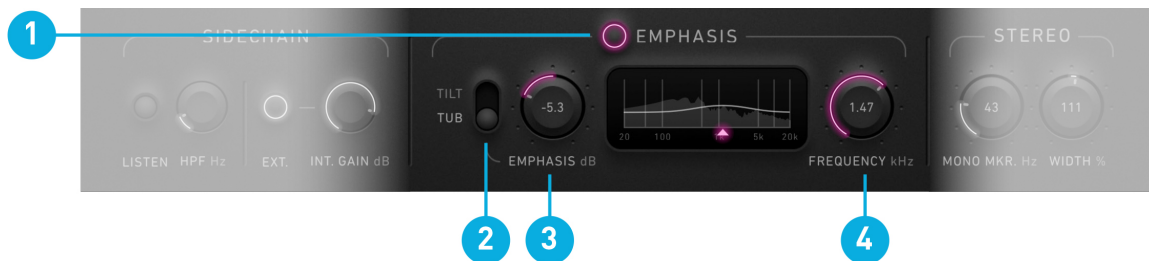 1
SIDECHAIN
EMPHASIS
STEREO
TILT
TUB
-5.3
1.47
43
111
20 100 1k 5k 20k
LISTEN HPF Hz EXT. INT. GAIN dB EMPHASIS dB FREQUENCY kHz MONO MKR. Hz WIDTH %
2
3
4